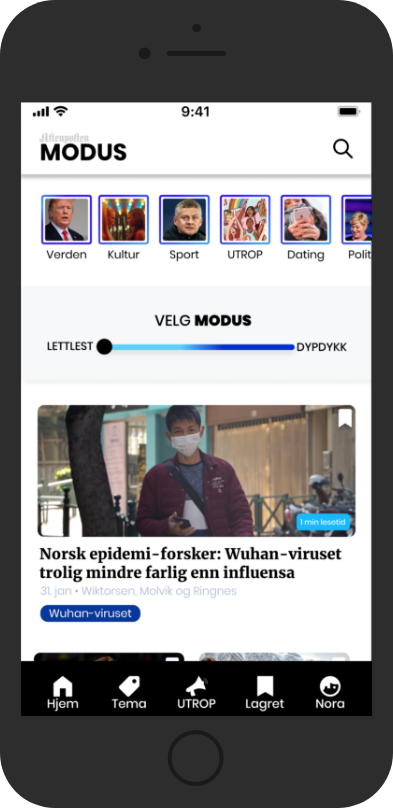 9:41
Aftenposten
MODUS
Verden Kultur Sport UTROP Dating Polit
VELG MODUS
LETTLEST DYPDYKK
1 min lesetid
Norsk epidemi-forsker: Wuhan-viruset
trolig mindre farlig enn influensa
31. jan • Wiktorsen, Molvik og Ringnes
Wuhan-viruset
Hjem Tema UTROP Lagret Nora